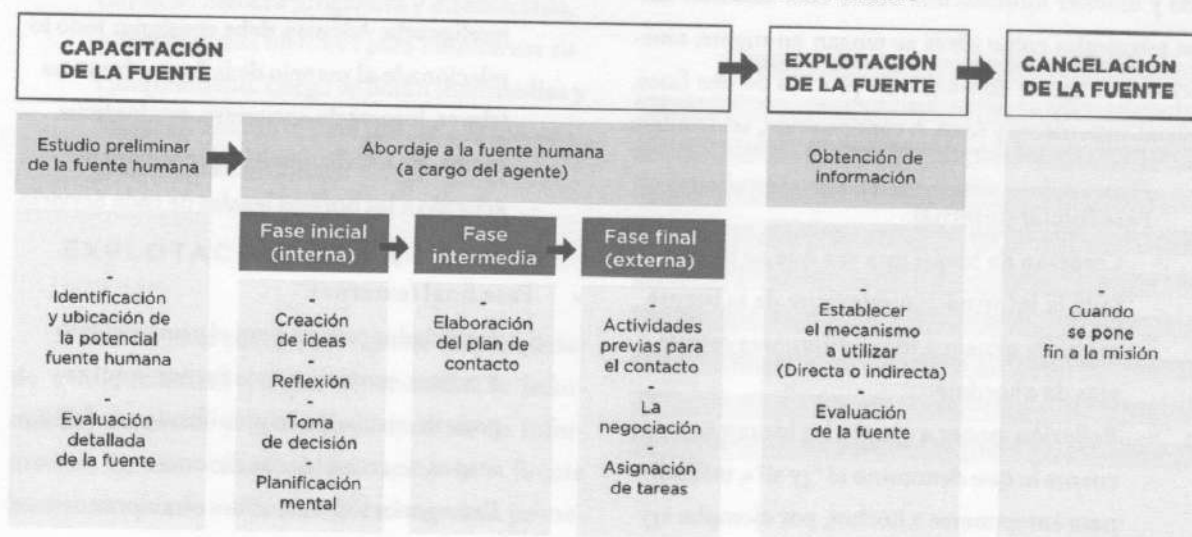 CAPACITACIÓN
DE LA FUENTE
EXPLOTACIÓN
DE LA FUENTE
CANCELACIÓN
DE LA FUENTE
Estudio preliminar
de la fuente humana
Abordaje a la fuente humana
(a cargo del agente)
Obtención de
información
Fase inicial
(interna)
Fase
intermedia
Fase final
(externa)
-
Identificación
y ubicación de
la potencial
fuente humana
-
Evaluación
detallada
de la fuente
-
Creación
de ideas
-
Reflexión
-
Toma
de decisión
-
Planificación
mental
-
Elaboración
del plan de
contacto
-
Actividades
previas para
el contacto
-
La
negociación
-
Asignación
de tareas
-
Establecer
el mecanismo
a utilizar
(Directa o indirecta)
-
Evaluación
de la fuente
-
Cuando
se pone
fin a la misión